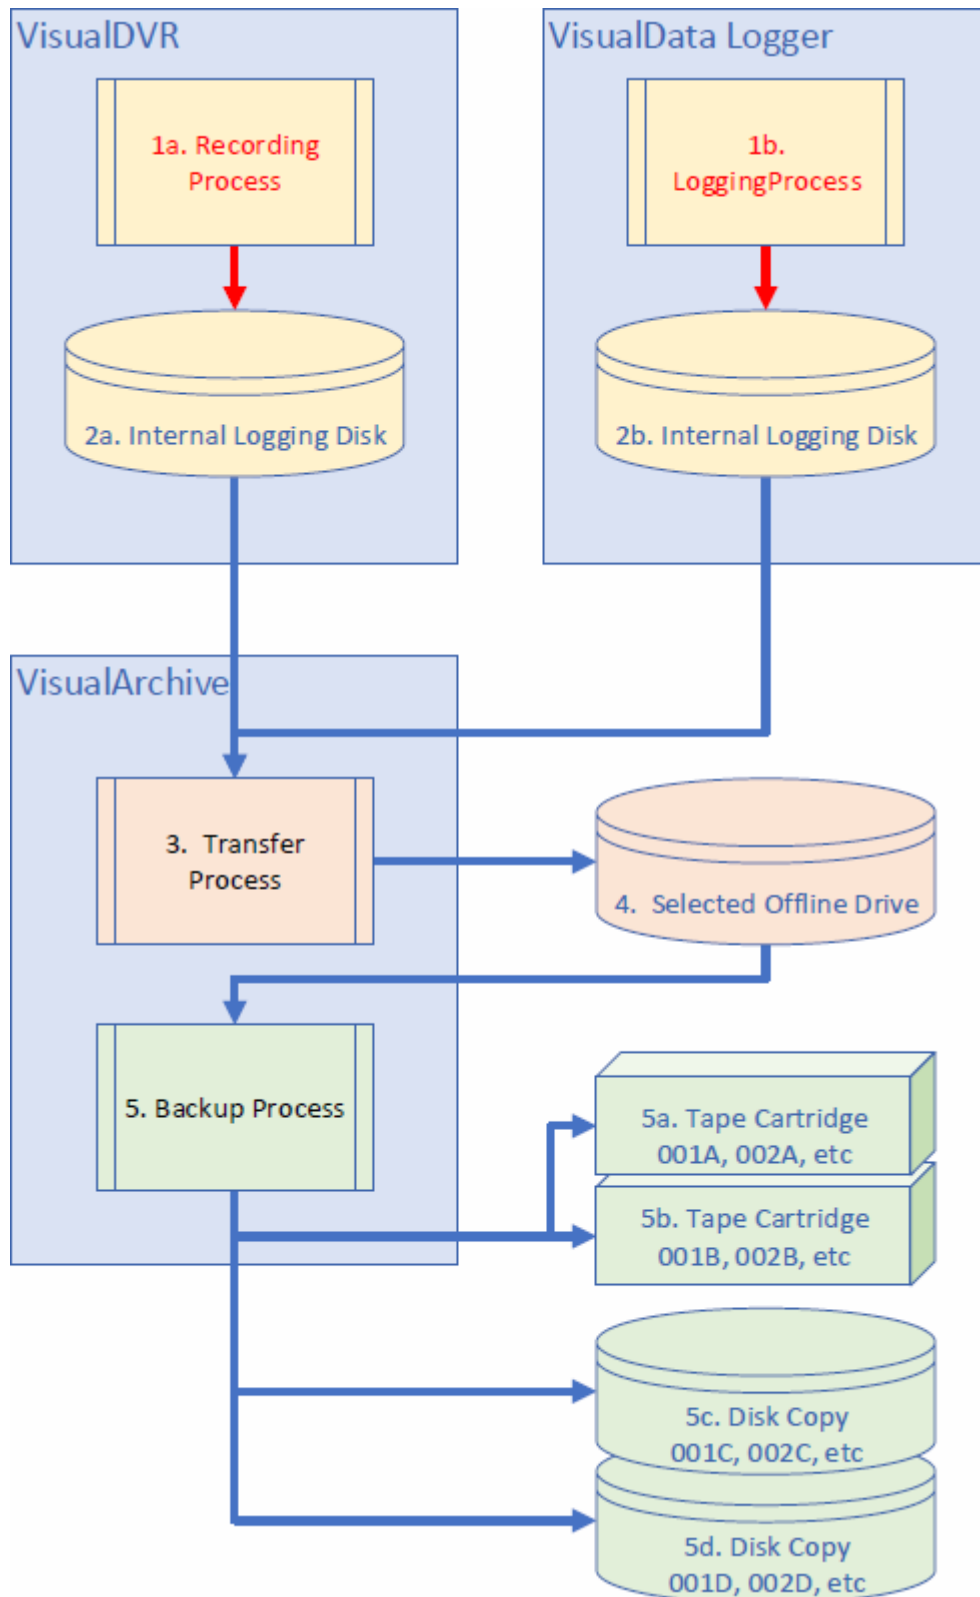 VisualDVR
VisualData Logger
1a. Recording
Process
1b.
LoggingProcess
2a. Internal Logging Disk
2b. Internal Logging Disk
VisualArchive
3.  Transfer
Process
4.  Selected Offline Drive
5. Backup Process
5a. Tape Cartridge
001A, 002A, etc
5b. Tape Cartridge
001B, 002B, etc
5c. Disk Copy
001C, 002C, etc
5d. Disk Copy
001D, 002D, etc